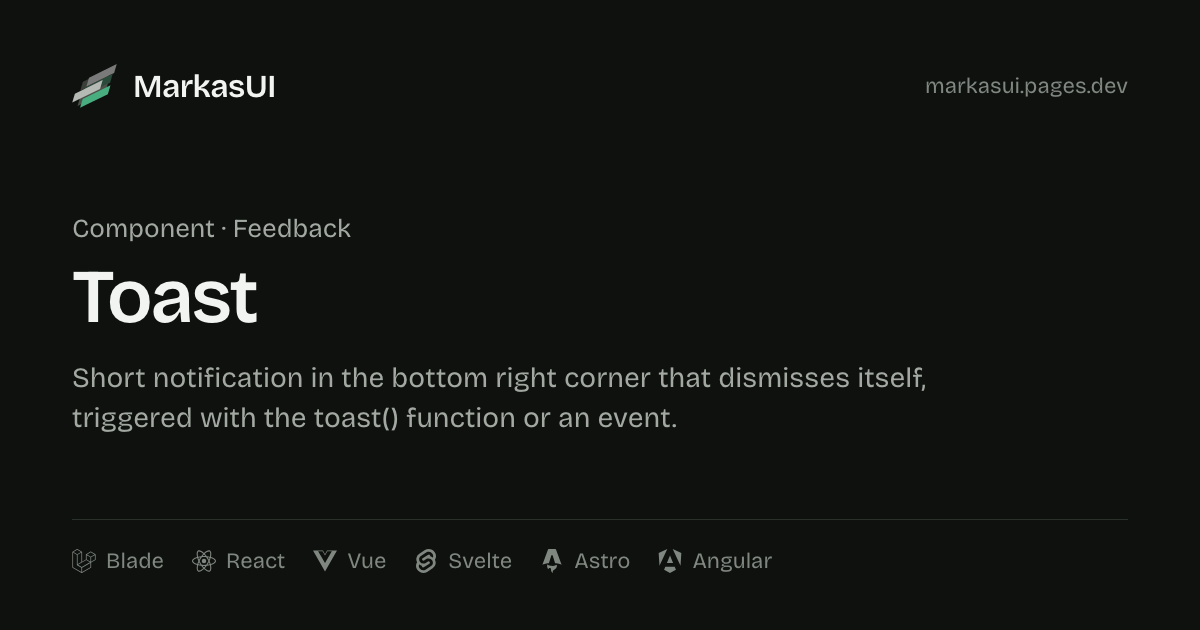 MarkasUI
markasui.pages.dev
Component · Feedback
Toast
Short notification in the bottom right corner that dismisses itself,
triggered with the toast() function or an event.
Blade React Vue Svelte Astro Angular